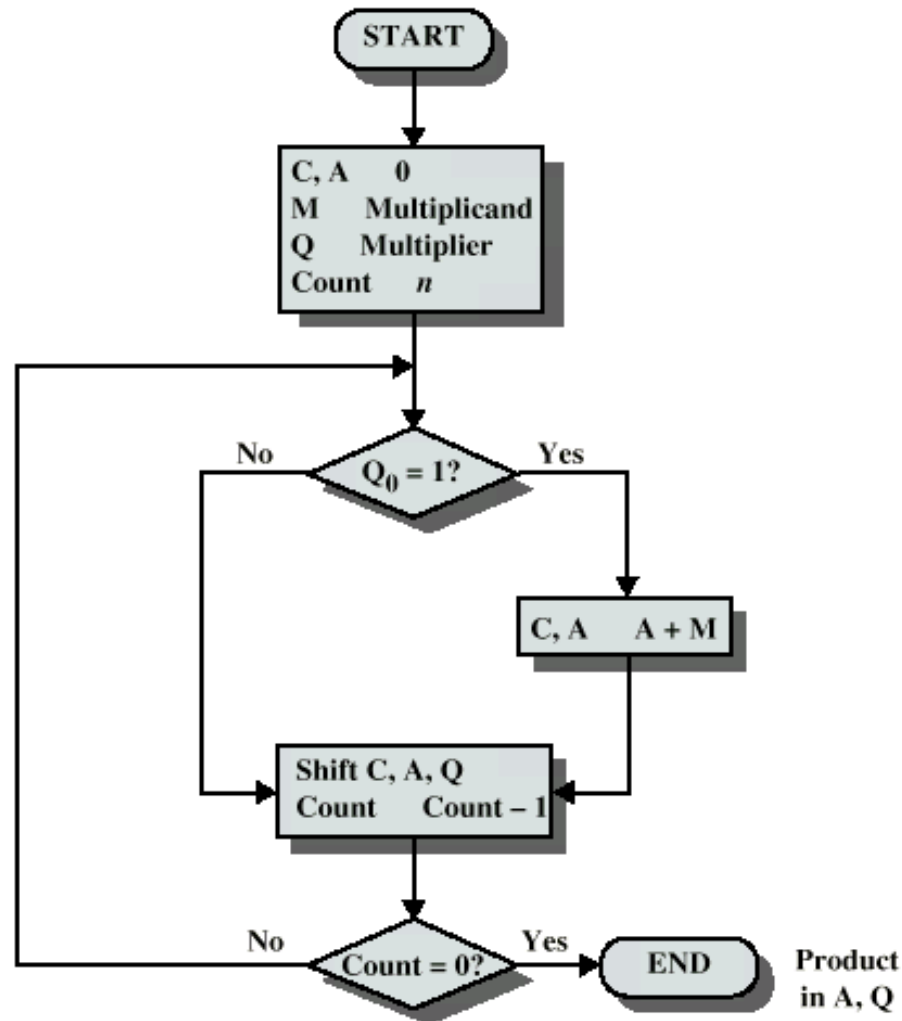 START
C, A 0
M Multiplicand
Q Multiplier
Count n
No
Q₀ = 1?
Yes
C, A A + M
Shift C, A, Q
Count Count – 1
No
Count = 0?
Yes
END
Product
in A, Q